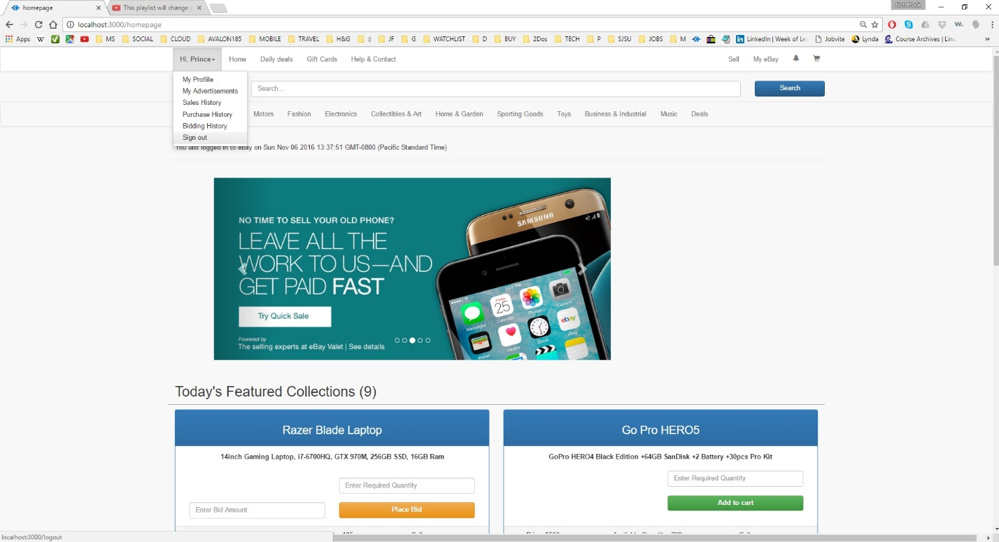 homepage
This playlist will change y
notafrock
localhost:3000/homepage
Apps W MS SOCIAL CLOUD AVALON185 MOBILE TRAVEL H&G :) JF G WATCHLIST D BUY 2Dos TECH P SJSU JOBS M LinkedIn | Week of Le Jobvite Lynda Course Archives | Linu »
Hi, Prince Home Daily deals Gift Cards Help & Contact Sell My eBay
My Proflile
My Advertisements
Sales History
Purchase History
Bidding History
Sign out
Search...
Search
Motors Fashion Electronics Collectibles & Art Home & Garden Sporting Goods Toys Business & Industrial Music Deals
You last logged in to ebay on Sun Nov 06 2016 13:37:51 GMT-0800 (Pacific Standard Time)
NO TIME TO SELL YOUR OLD PHONE?
LEAVE ALL THE
WORK TO US—AND
GET PAID FAST
Try Quick Sale
Powered by
The selling experts at eBay Valet | See details
SAMSUNG
1:28 PM
Friday
25
Messages Calendar Photos Camera
ebay
Wallet Health Clock eBay
Today's Featured Collections (9)
Razer Blade Laptop
14inch Gaming Laptop, i7-6700HQ, GTX 970M, 256GB SSD, 16GB Ram
Enter Required Quantity
Enter Bid Amount
Place Bid
Go Pro HERO5
GoPro HERO4 Black Edition +64GB SanDisk +2 Battery +30pcs Pro Kit
Enter Required Quantity
Add to cart
localhost:3000/logout